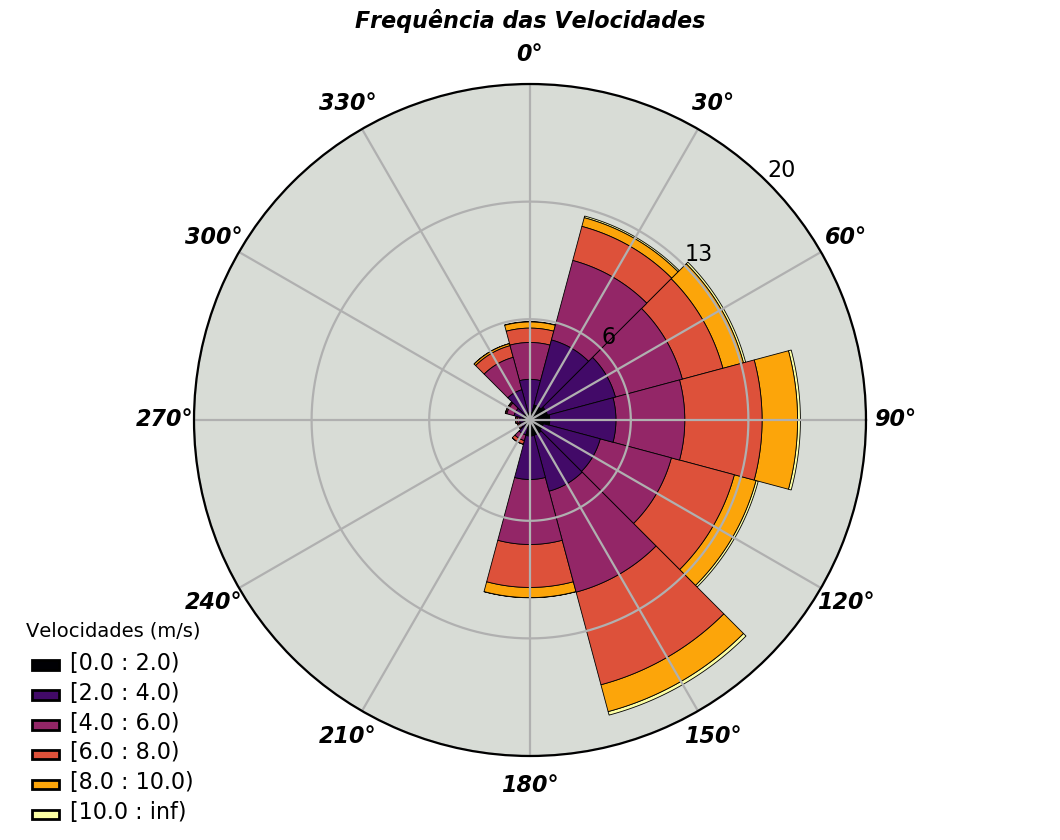 Frequência das Velocidades
0°
330°
30°
20
300°
60°
13
6
270°
90°
240°
120°
210°
150°
180°
Velocidades (m/s)
[0.0 : 2.0)
[2.0 : 4.0)
[4.0 : 6.0)
[6.0 : 8.0)
[8.0 : 10.0)
[10.0 : inf)